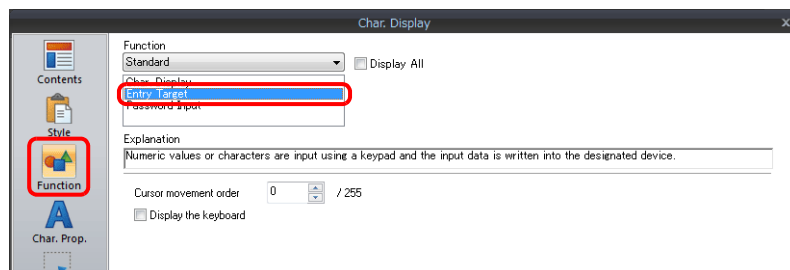 Char. Display
Contents
Style
Function
Char. Prop.
Function
Standard
Display All
Char. Display
Entry Target
Password Input
Explanation
Numeric values or characters are input using a keypad and the input data is written into the designated device.
Cursor movement order 0 / 255
Display the keyboard